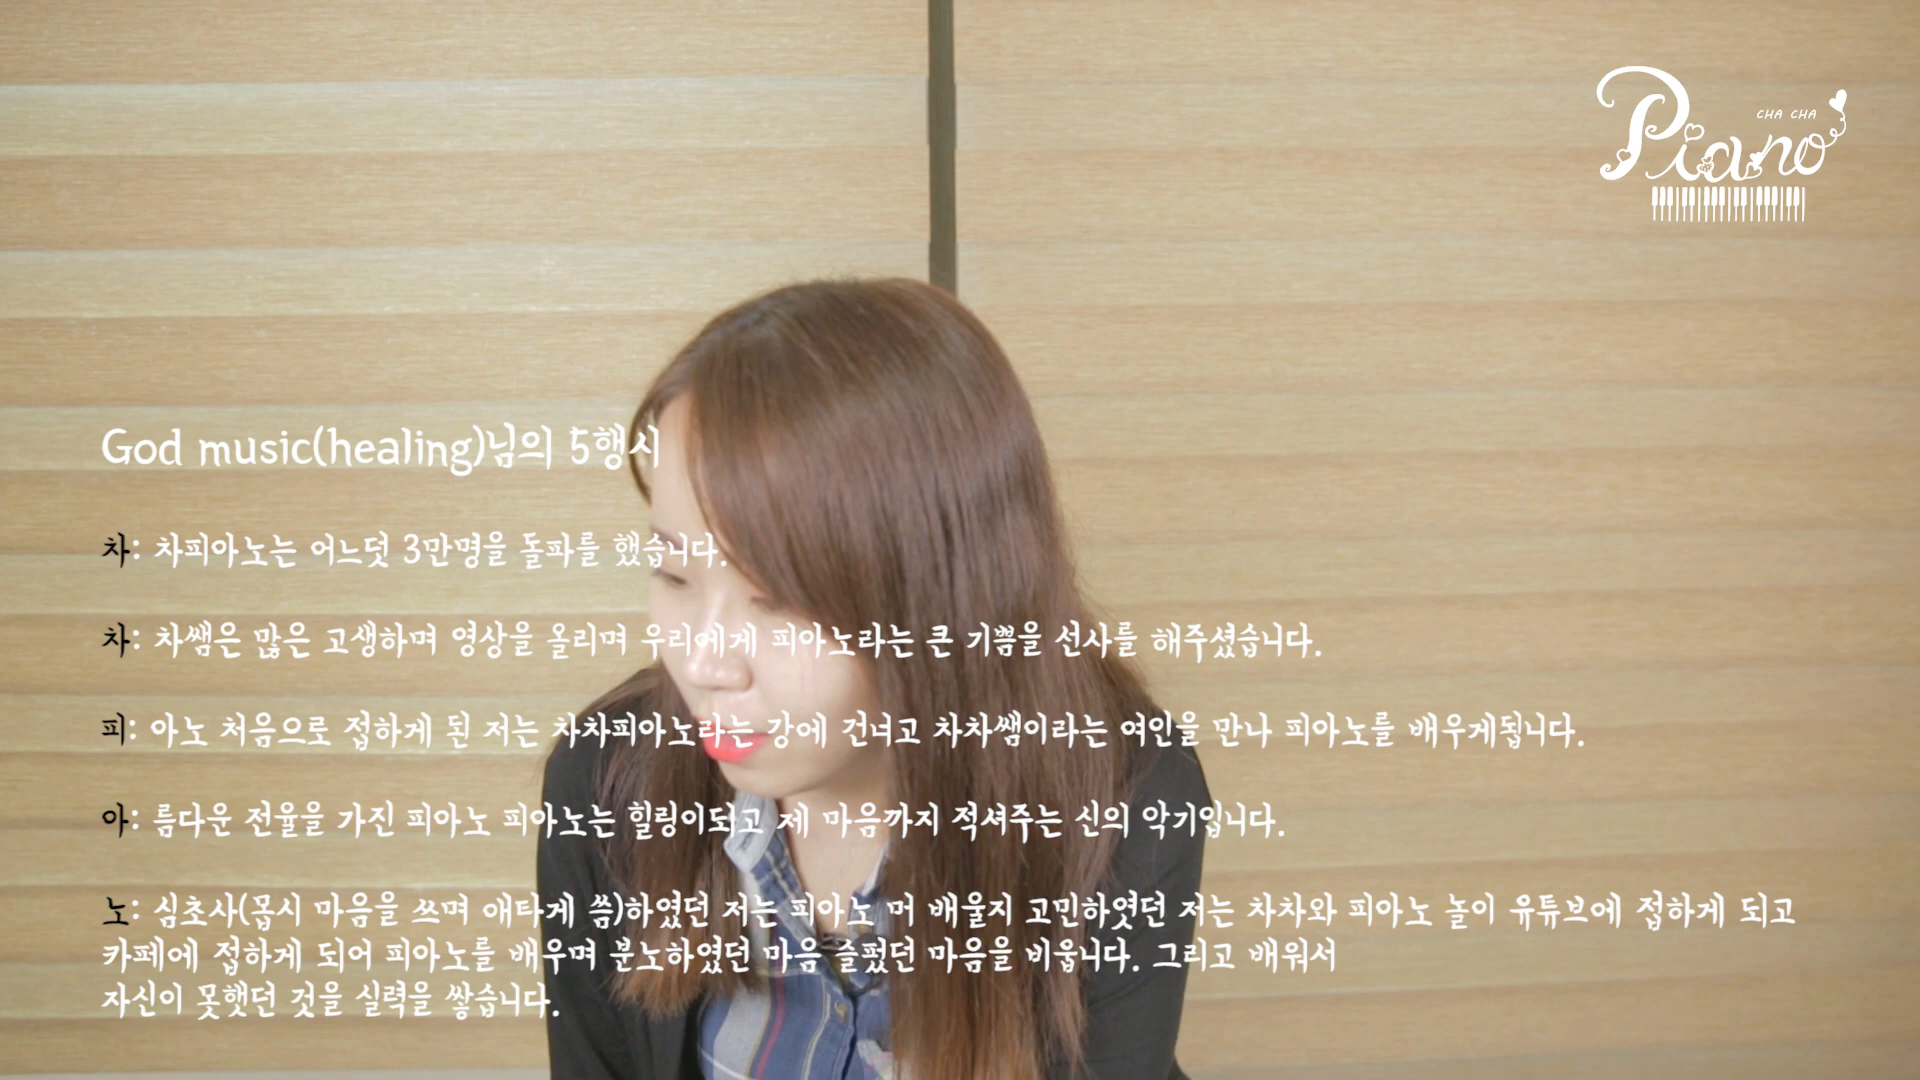 CHA CHA
Piano
God music(healing)님의 5행시
차: 차피아노는 어느덧 3만명을 돌파를 했습니다.
차: 차쌤은 많은 고생하며 영상을 올리며 우리에게 피아노라는 큰 기쁨을 선사를 해주셨습니다.
피: 아노 처음으로 접하게 된 저는 차차피아노라는 강에 건너고 차차쌤이라는 여인을 만나 피아노를 배우게됩니다.
아: 름다운 전율을 가진 피아노 피아노는 힐링이되고 제 마음까지 적셔주는 신의 악기입니다.
노: 심초사(몹시 마음을 쓰며 애타게 씀)하였던 저는 피아노 머 배울지 고민하엿던 저는 차차와 피아노 놀이 유튜브에 접하게 되고
카페에 접하게 되어 피아노를 배우며 분노하였던 마음 슬펐던 마음을 비웁니다. 그리고 배워서
자신이 못했던 것을 실력을 쌓습니다.